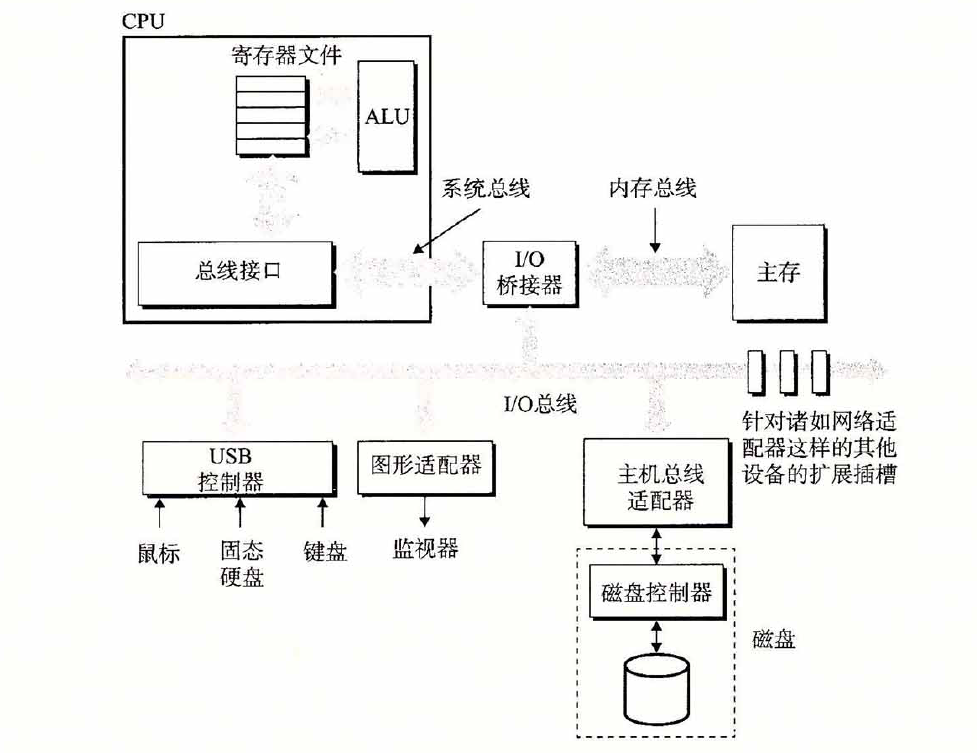 CPU
寄存器文件
ALU
系统总线
内存总线
总线接口
I/O
桥接器
主存
I/O总线
针对诸如网络适
配器这样的其他
设备的扩展插槽
USB
控制器
图形适配器
主机总线
适配器
鼠标
固态
硬盘
键盘
监视器
磁盘控制器
磁盘